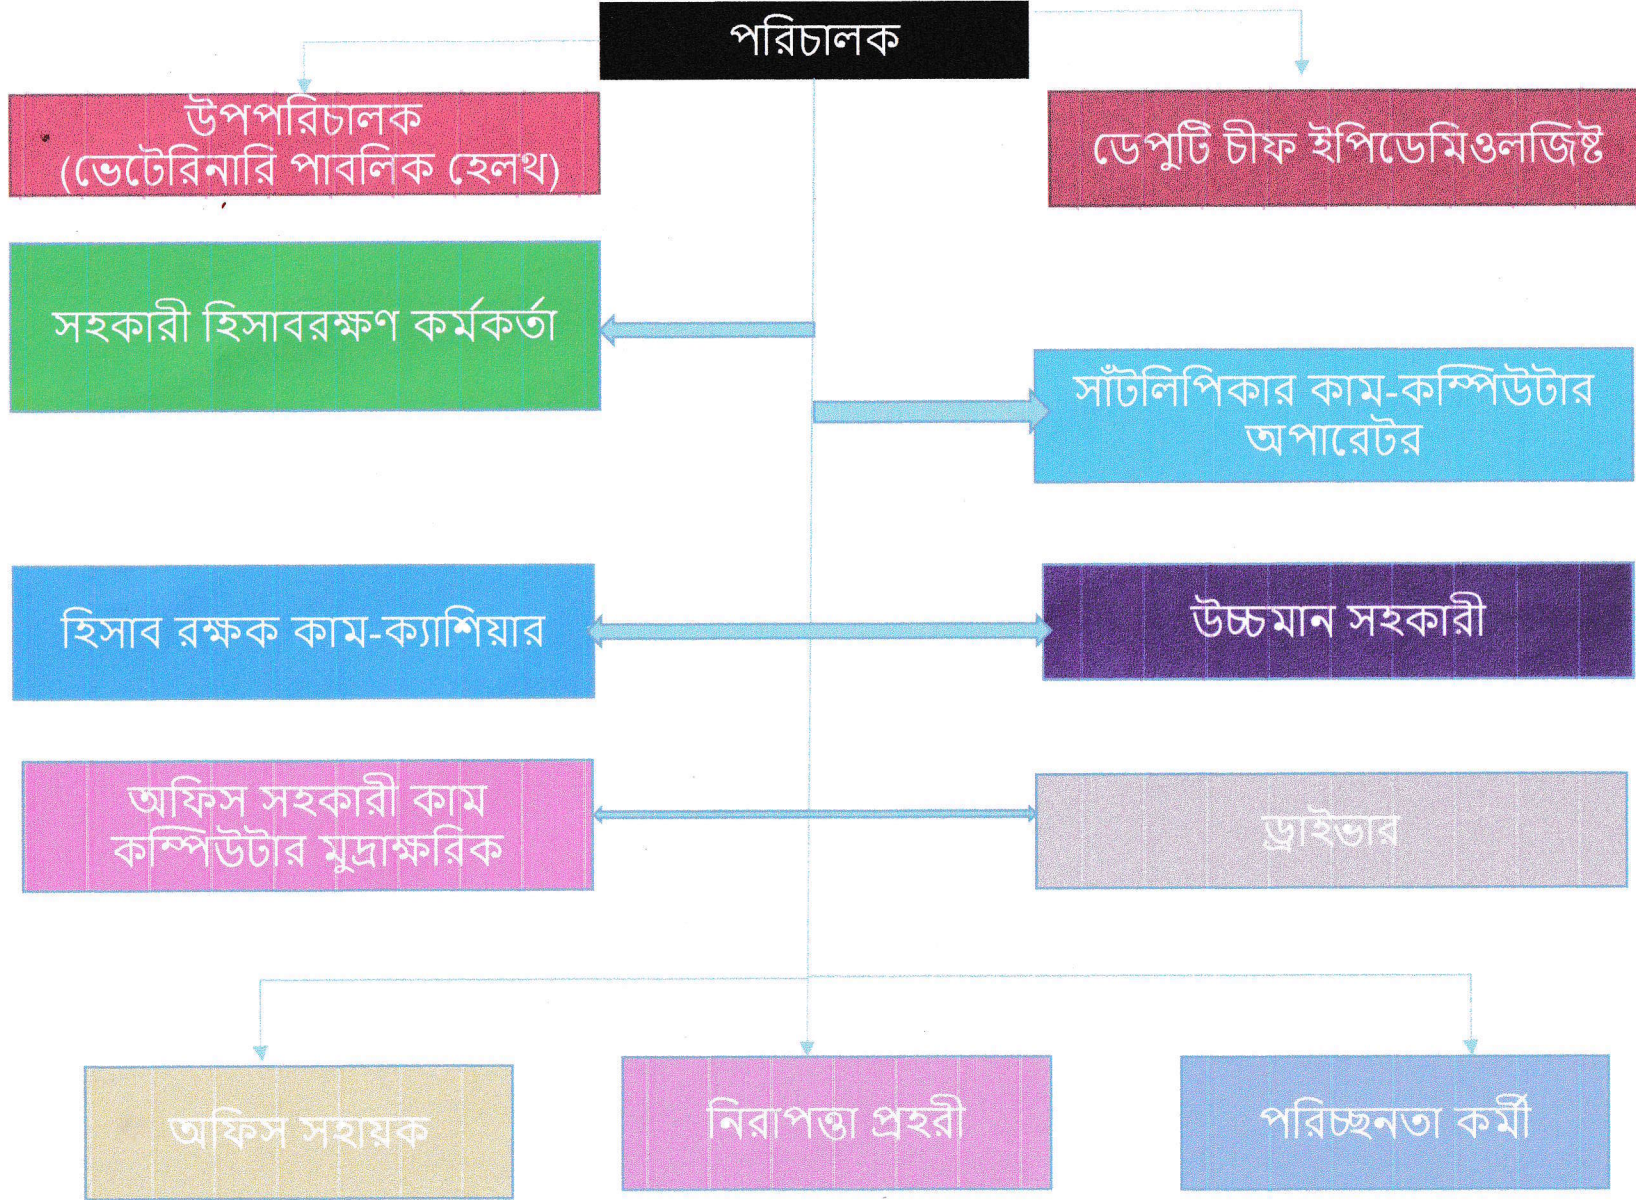 পরিচালক
উপপরিচালক
(ভেটেরিনারি পাবলিক হেলথ)
ডেপুটি চীফ ইপিডেমিওলজিষ্ট
সহকারী হিসাবরক্ষণ কর্মকর্তা
সাঁটলিপিকার কাম-কম্পিউটার
অপারেটর
হিসাব রক্ষক কাম-ক্যাশিয়ার
উচ্চমান সহকারী
অফিস সহকারী কাম
কম্পিউটার মুদ্রাক্ষরিক
ড্রাইভার
অফিস সহায়ক
নিরাপত্তা প্রহরী
পরিচ্ছনতা কর্মী